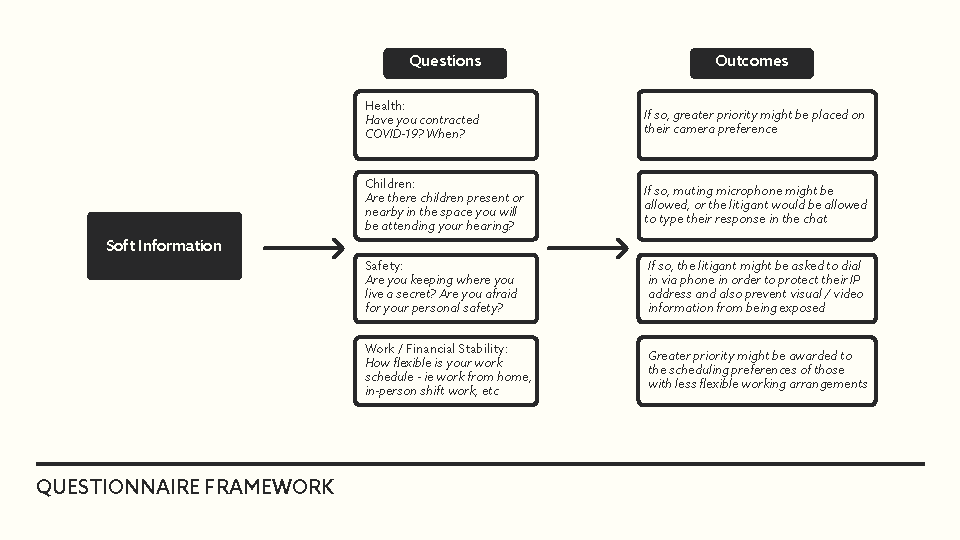 Questions
Outcomes
Health:
Have you contracted
COVID-19? When?
If so, greater priority might be placed on
their camera preference
Children:
Are there children present or
nearby in the space you will
be attending your hearing?
If so, muting microphone might be
allowed, or the litigant would be allowed
to type their response in the chat
Soft Information
Safety:
Are you keeping where you
live a secret? Are you afraid
for your personal safety?
If so, the litigant might be asked to dial
in via phone in order to protect their IP
address and also prevent visual / video
information from being exposed
Work / Financial Stability:
How flexible is your work
schedule - ie work from home,
in-person shift work, etc
Greater priority might be awarded to
the scheduling preferences of those
with less flexible working arrangements
QUESTIONNAIRE FRAMEWORK